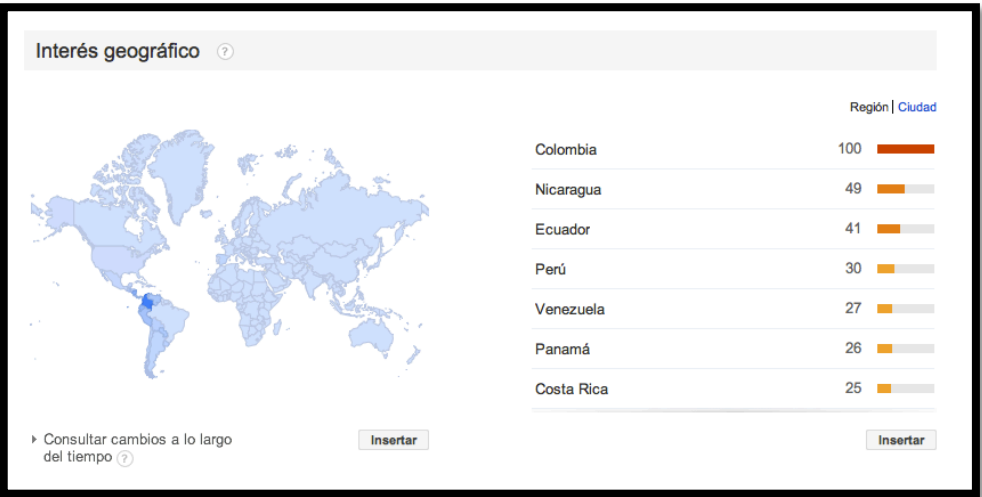 Interés geográfico ?
Región | Ciudad
Colombia 100
Nicaragua 49
Ecuador 41
Perú 30
Venezuela 27
Panamá 26
Costa Rica 25
Consultar cambios a lo largo
del tiempo ?
Insertar
Insertar